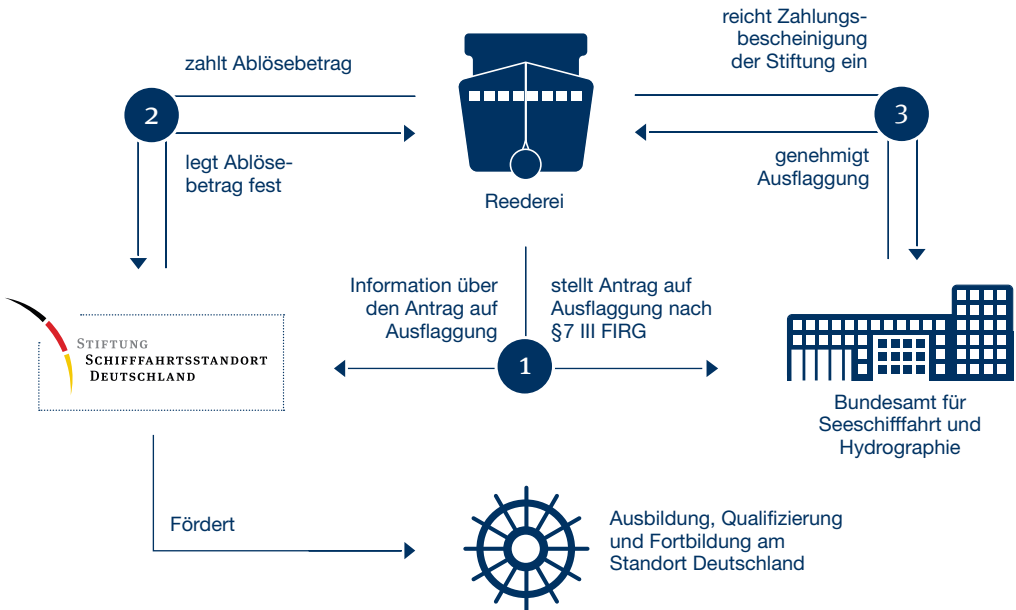 zahlt Ablösebetrag
2
legt Ablöse-
betrag fest
Reederei
reicht Zahlungs-
bescheinigung
der Stiftung ein
3
genehmigt
Ausflaggung
Information über
den Antrag auf
Ausflaggung
stellt Antrag auf
Ausflaggung nach
§7 III FlRG
1
STIFTUNG
SCHIFFFAHRTSSTANDORT
DEUTSCHLAND
Bundesamt für
Seeschifffahrt und
Hydrographie
Fördert
Ausbildung, Qualifizierung
und Fortbildung am
Standort Deutschland